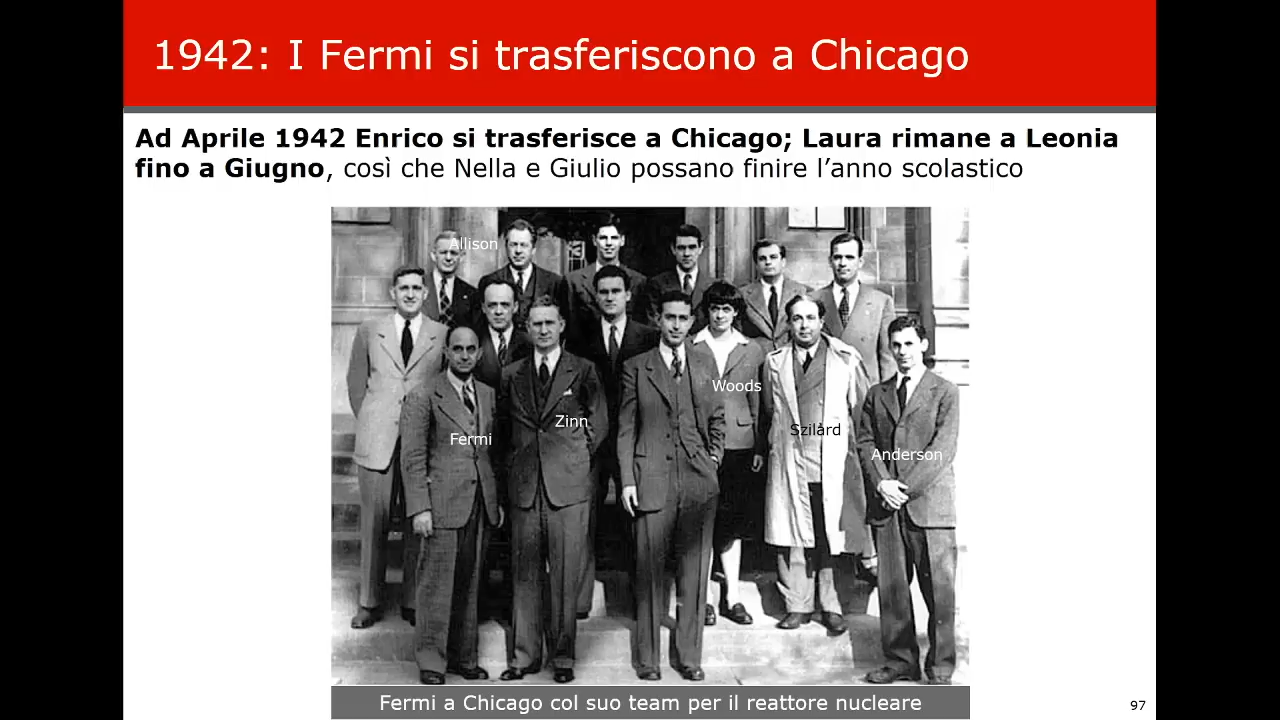 1942: I Fermi si trasferiscono a Chicago
Ad Aprile 1942 Enrico si trasferisce a Chicago; Laura rimane a Leonia
fino a Giugno, così che Nella e Giulio possano finire l’anno scolastico
Allison
Woods
Zinn
Szilàrd
Fermi
Anderson
Fermi a Chicago col suo team per il reattore nucleare
97